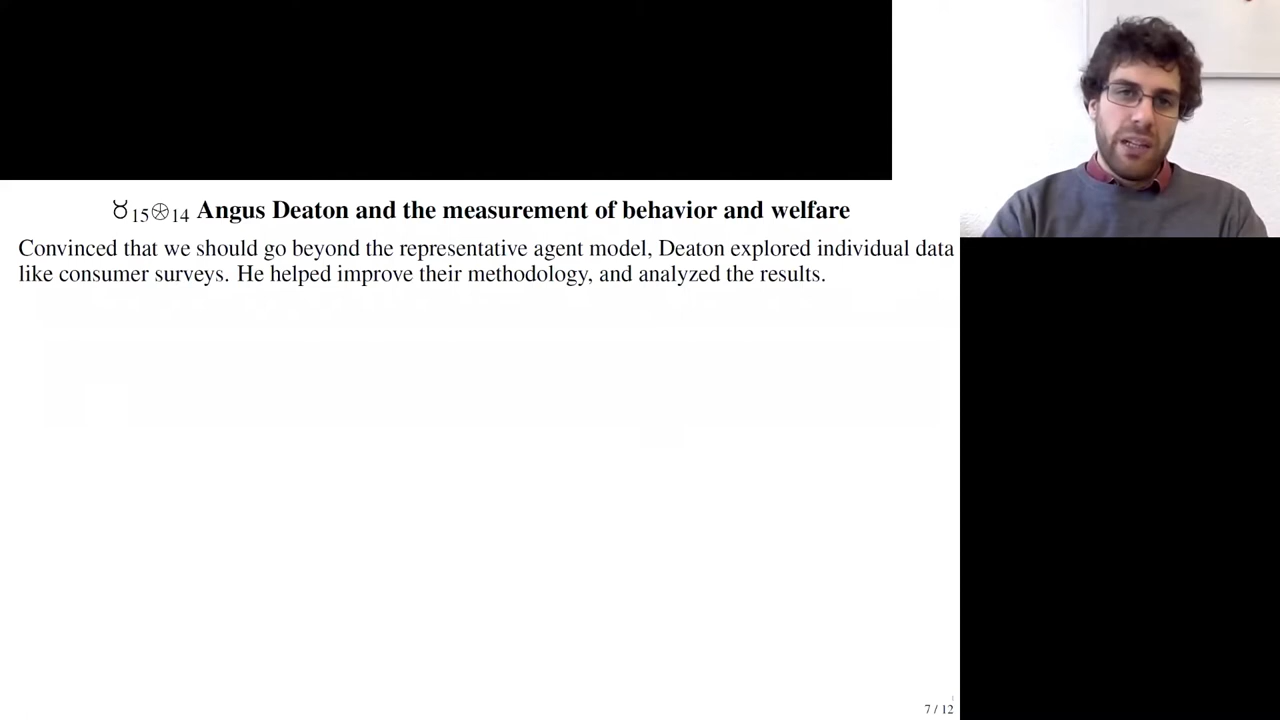 ♉15⊛14 Angus Deaton and the measurement of behavior and welfare
Convinced that we should go beyond the representative agent model, Deaton explored individual data
like consumer surveys. He helped improve their methodology, and analyzed the results.
7 / 12